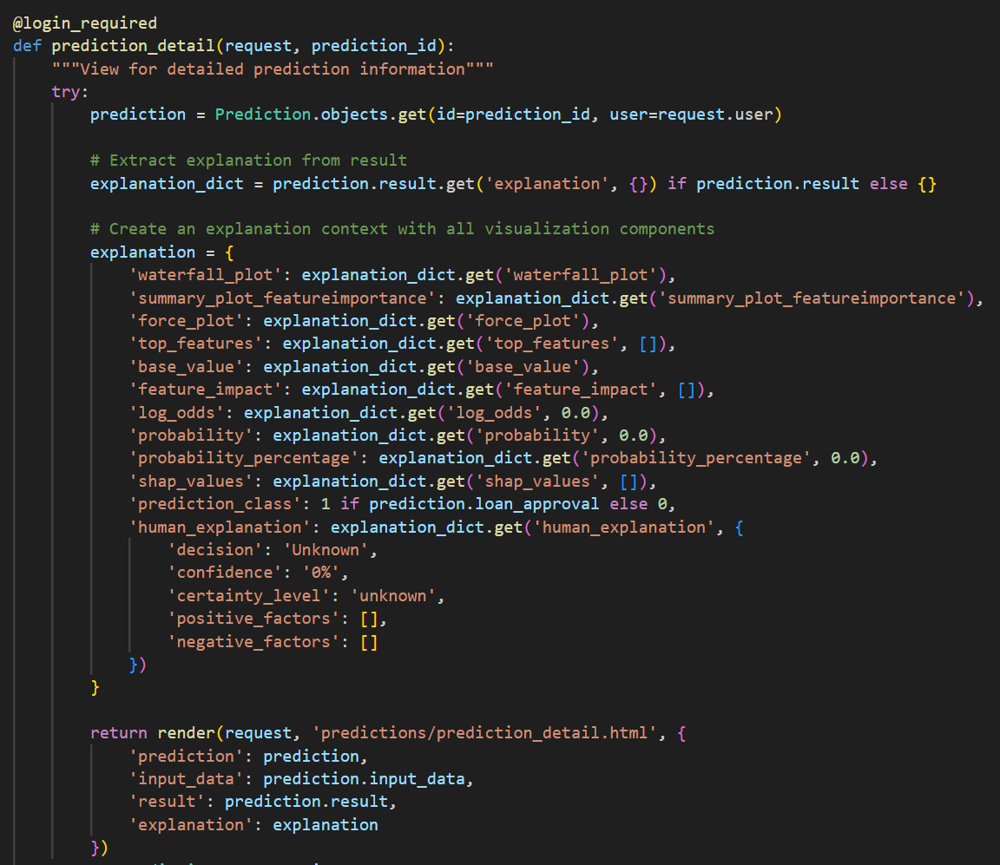 @login_required
def prediction_detail(request, prediction_id):
    """View for detailed prediction information"""
    try:
        prediction = Prediction.objects.get(id=prediction_id, user=request.user)

        # Extract explanation from result
        explanation_dict = prediction.result.get('explanation', {}) if prediction.result else {}

        # Create an explanation context with all visualization components
        explanation = {
            'waterfall_plot': explanation_dict.get('waterfall_plot'),
            'summary_plot_featureimportance': explanation_dict.get('summary_plot_featureimportance'),
            'force_plot': explanation_dict.get('force_plot'),
            'top_features': explanation_dict.get('top_features', []),
            'base_value': explanation_dict.get('base_value'),
            'feature_impact': explanation_dict.get('feature_impact', []),
            'log_odds': explanation_dict.get('log_odds', 0.0),
            'probability': explanation_dict.get('probability', 0.0),
            'probability_percentage': explanation_dict.get('probability_percentage', 0.0),
            'shap_values': explanation_dict.get('shap_values', []),
            'prediction_class': 1 if prediction.loan_approval else 0,
            'human_explanation': explanation_dict.get('human_explanation', {
                'decision': 'Unknown',
                'confidence': '0%',
                'certainty_level': 'unknown',
                'positive_factors': [],
                'negative_factors': []
            })
        }

        return render(request, 'predictions/prediction_detail.html', {
            'prediction': prediction,
            'input_data': prediction.input_data,
            'result': prediction.result,
            'explanation': explanation
        })